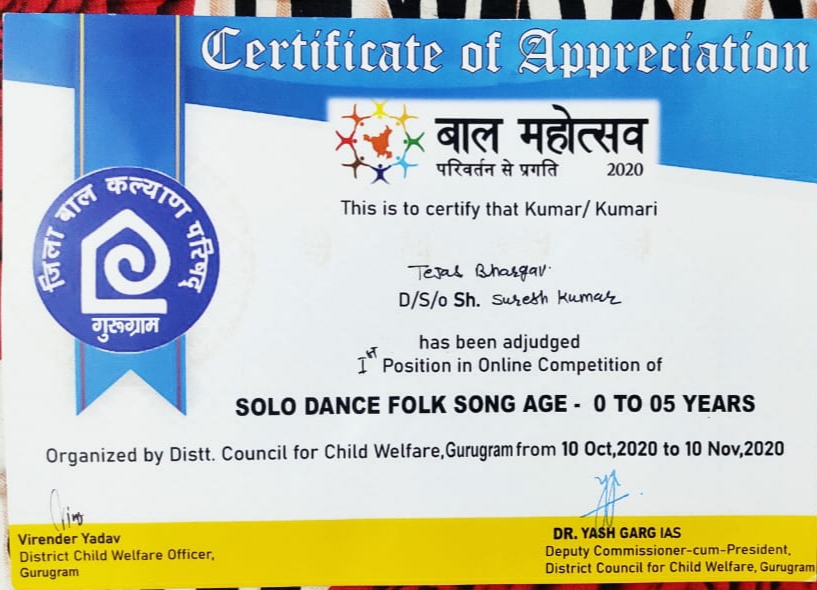 Certificate of Appreciation
बाल महोत्सव
परिवर्तन से प्रगति 2020
जिला बाल कल्याण परिषद्
गुरूग्राम
This is to certify that Kumar/ Kumari
Tejas Bhargav.
D/S/o Sh. Suresh Kumar
has been adjudged
Ist Position in Online Competition of
SOLO DANCE FOLK SONG AGE - 0 TO 05 YEARS
Organized by Distt. Council for Child Welfare,Gurugram from 10 Oct,2020 to 10 Nov,2020
Virender Yadav
District Child Welfare Officer,
Gurugram
DR. YASH GARG IAS
Deputy Commissioner-cum-President,
District Council for Child Welfare, Gurugram